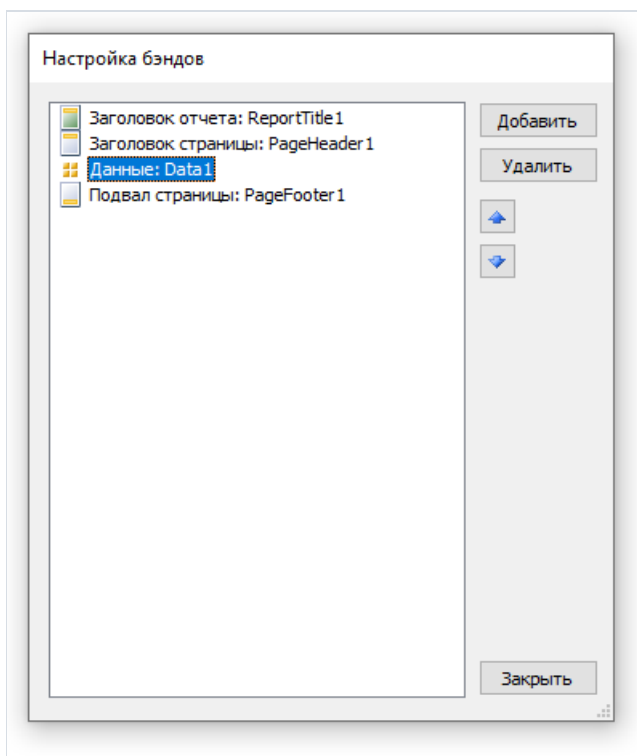 Настройка бэндов
Заголовок отчета: ReportTitle1
Заголовок страницы: PageHeader1
Данные: Data1
Подвал страницы: PageFooter1
Добавить
Удалить
Закрыть